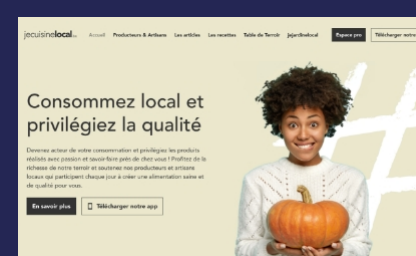 jecuisinelocal
Accueil Producteurs & Artisans Les articles Les recettes Table de Terroir Jejardinelocal Espace pro Télécharger notre
Consommez local et
privilégiez la qualité
Devenez acteur de votre consommation et privilégiez les produits
réalisés avec passion et savoir-faire près de chez vous ! Profitez de la
richesse de notre terroir et soutenez nos producteurs et artisans
locaux qui participent chaque jour à créer une alimentation saine et
de qualité pour vous.
En savoir plus Télécharger notre app